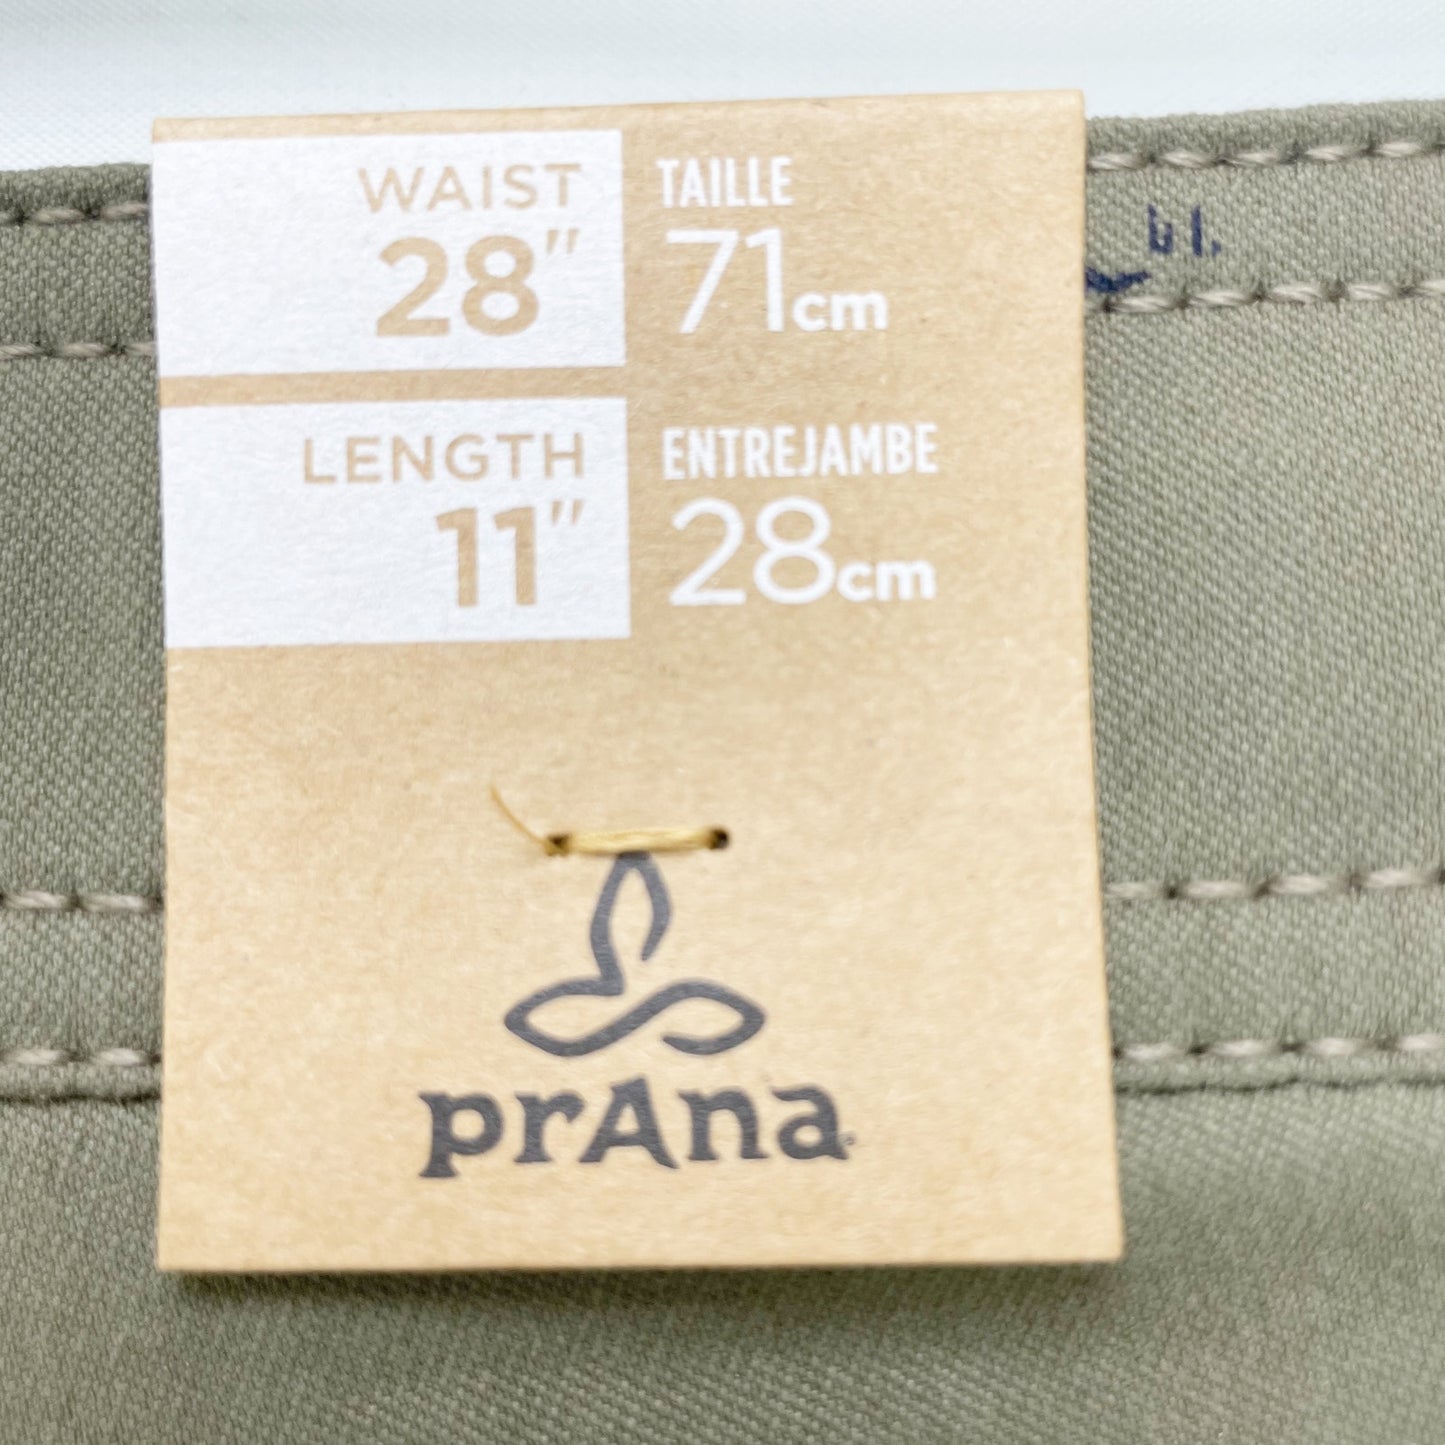 WAIST
28"
TAILLE
71cm
LENGTH
11"
ENTREJAMBE
28cm
prAna